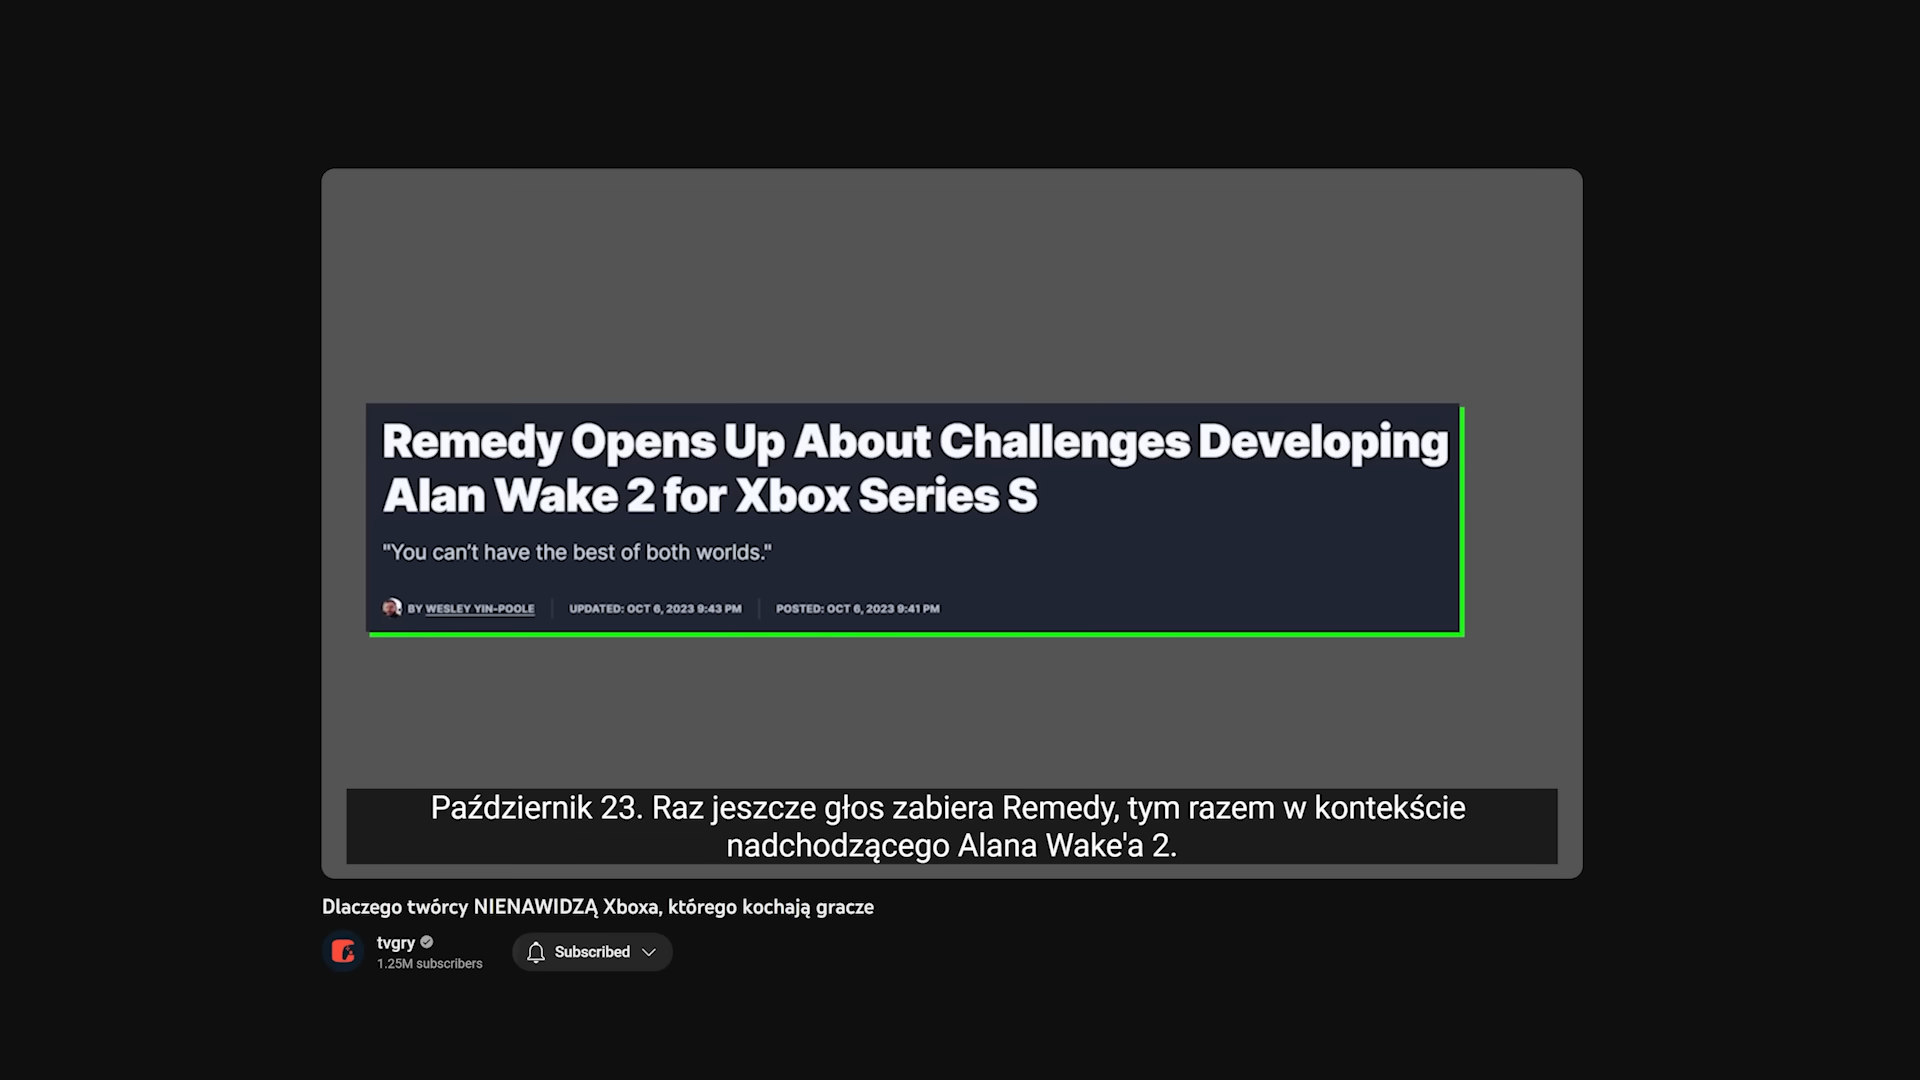 Remedy Opens Up About Challenges Developing
Alan Wake 2 for Xbox Series S
"You can't have the best of both worlds."
BY WESLEY YIN-POOLE UPDATED: OCT 6, 2023 9:43 PM POSTED: OCT 6, 2023 9:41 PM
Październik 23. Raz jeszcze głos zabiera Remedy, tym razem w kontekście
nadchodzącego Alana Wake'a 2.
Dlaczego twórcy NIENAWIDZĄ Xboxa, którego kochają gracze
tvgry
1.25M subscribers
Subscribed